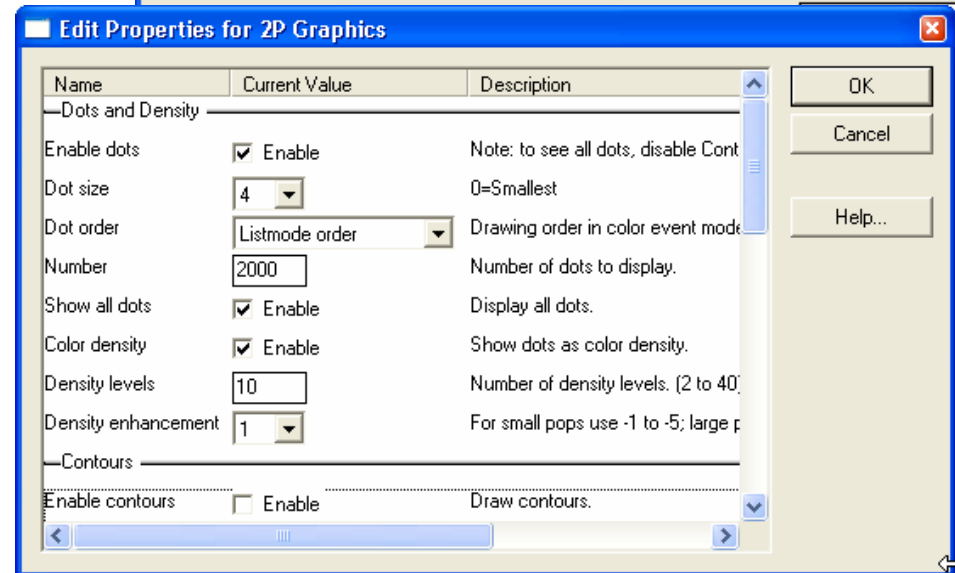 Edit Properties for 2P Graphics
Name Current Value Description
OK
Dots and Density
Enable dots Enable Note: to see all dots, disable Cont
Cancel
Dot size 4 0=Smallest
Help...
Dot order Listmode order Drawing order in color event mode
Number 2000 Number of dots to display.
Show all dots Enable Display all dots.
Color density Enable Show dots as color density.
Density levels 10 Number of density levels. (2 to 40)
Density enhancement 1 For small pops use -1 to -5; large p
Contours
Enable contours Enable Draw contours.